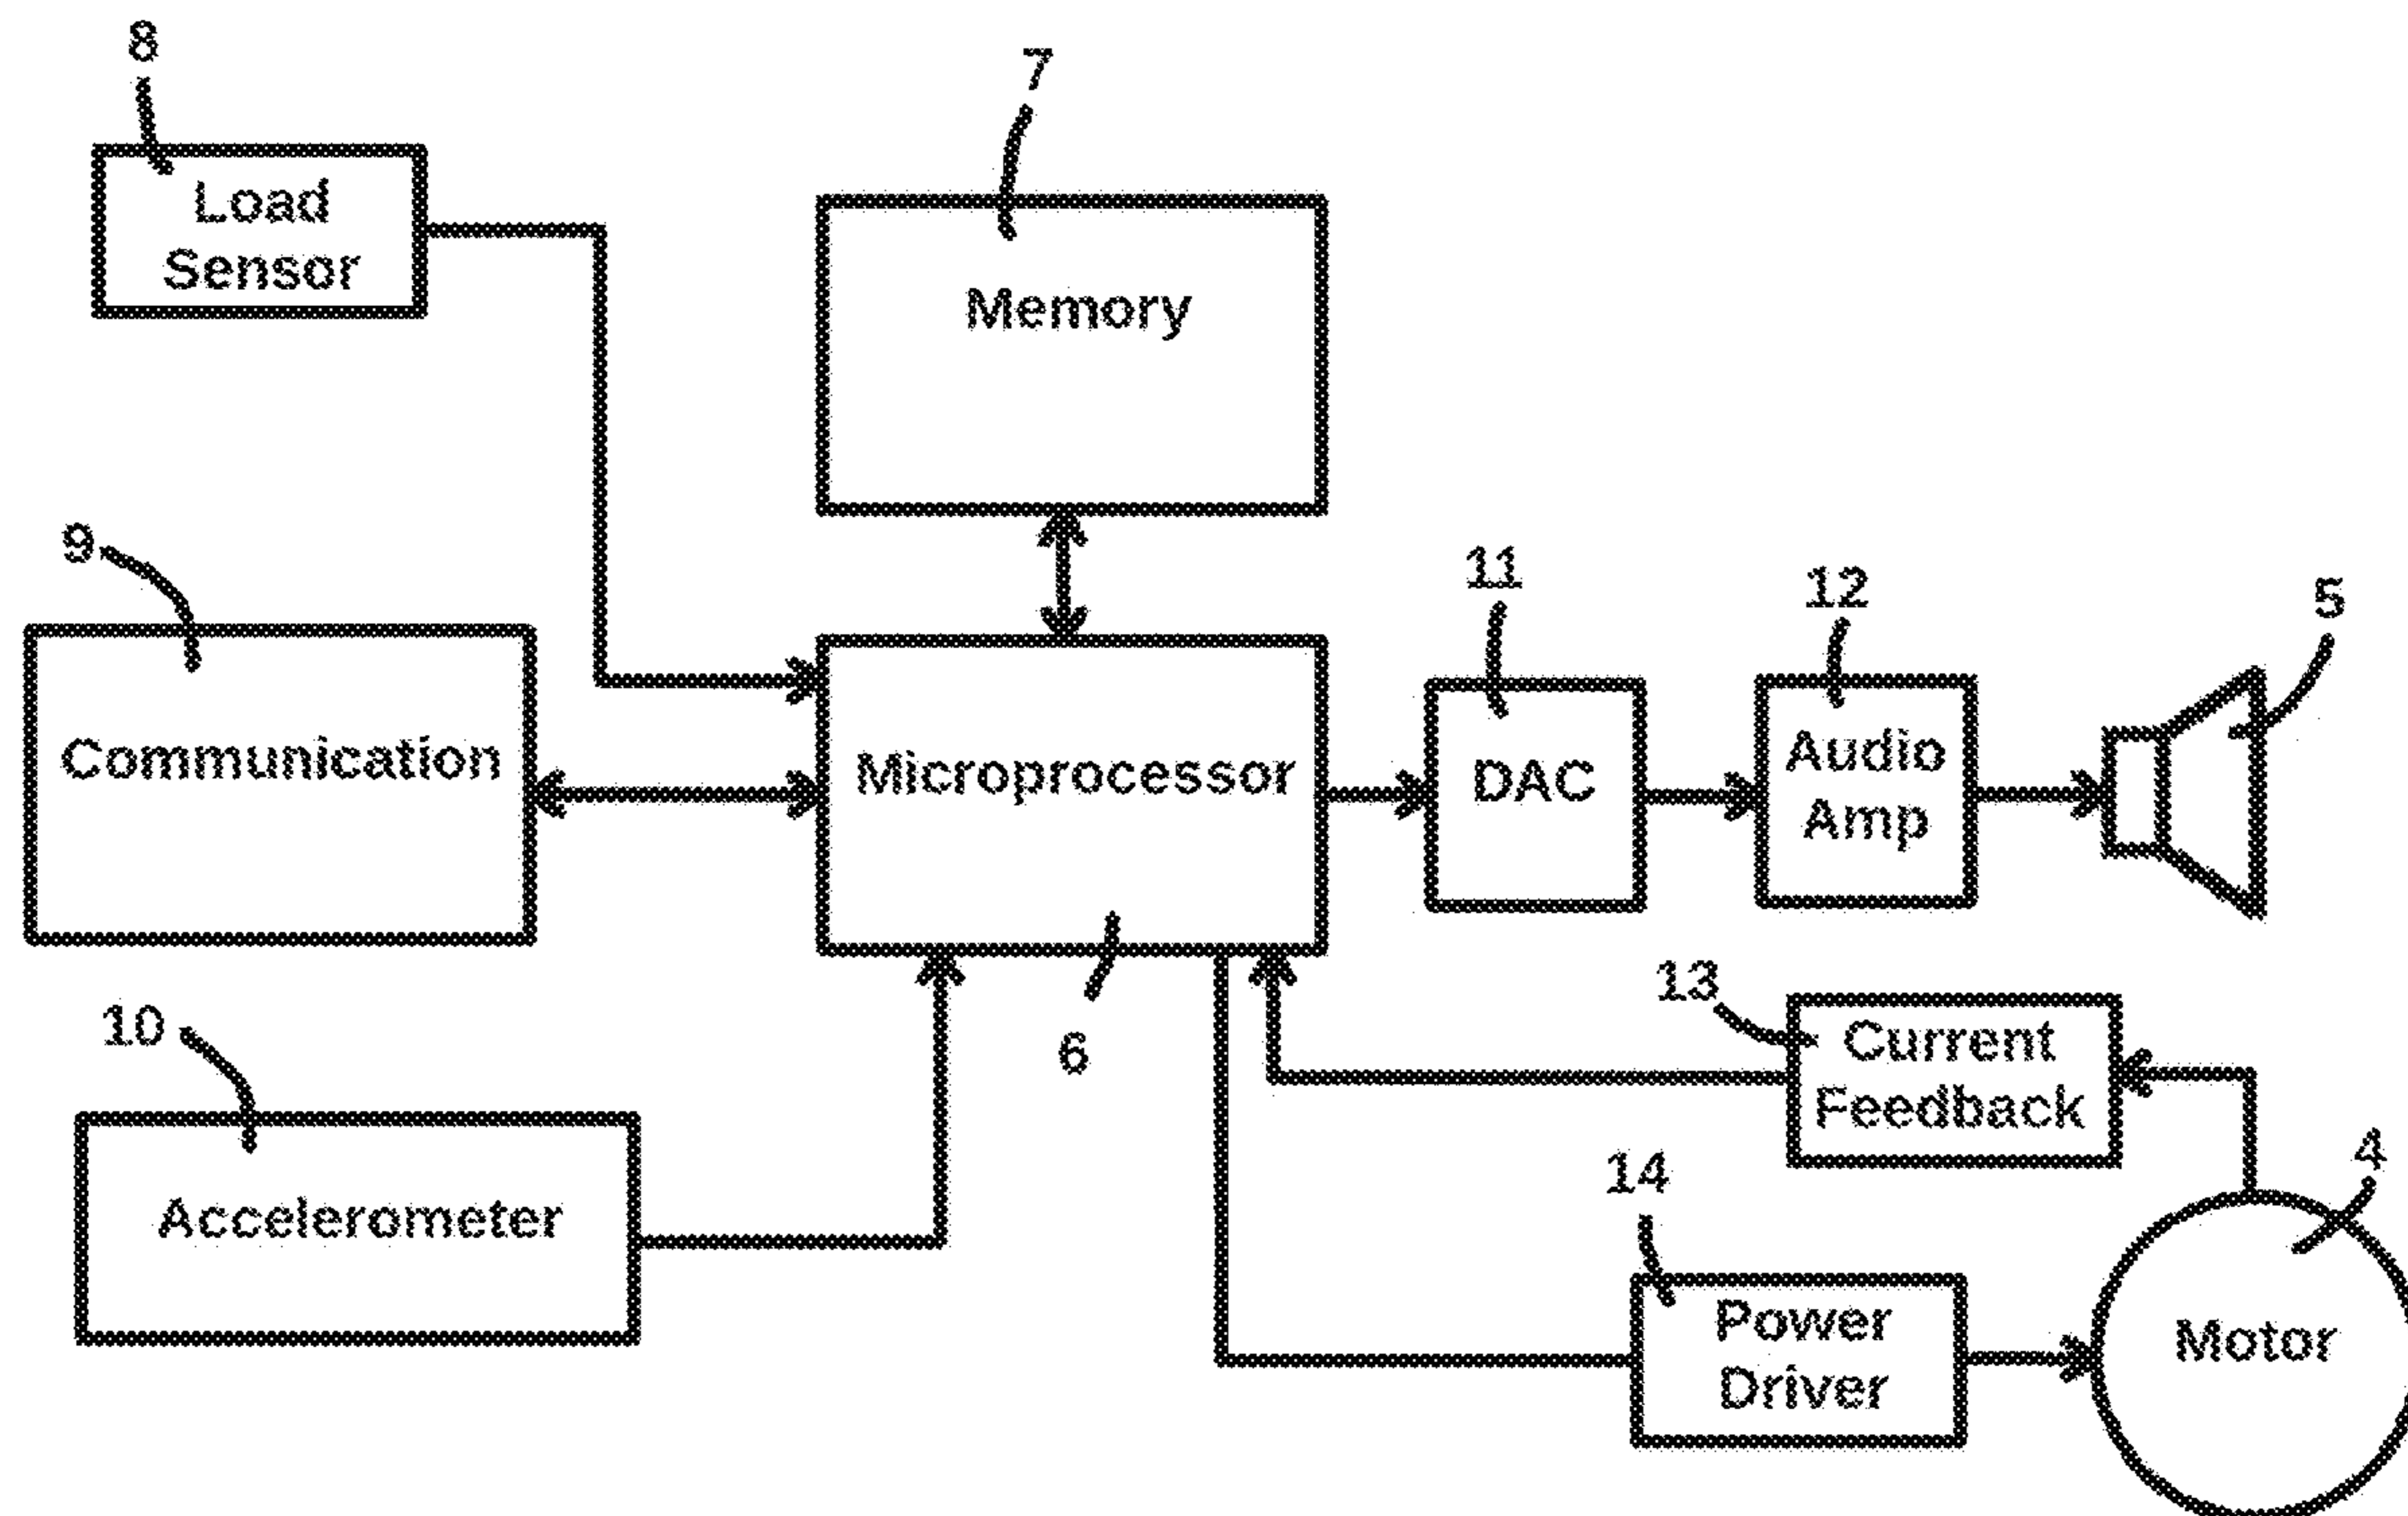 8
7
Load
Sensor
Memory
9
11
12
5
Communication
Microprocessor
DAC
Audio
Amp
10
6
13
Current
Feedback
4
14
Accelerometer
Power
Driver
Motor